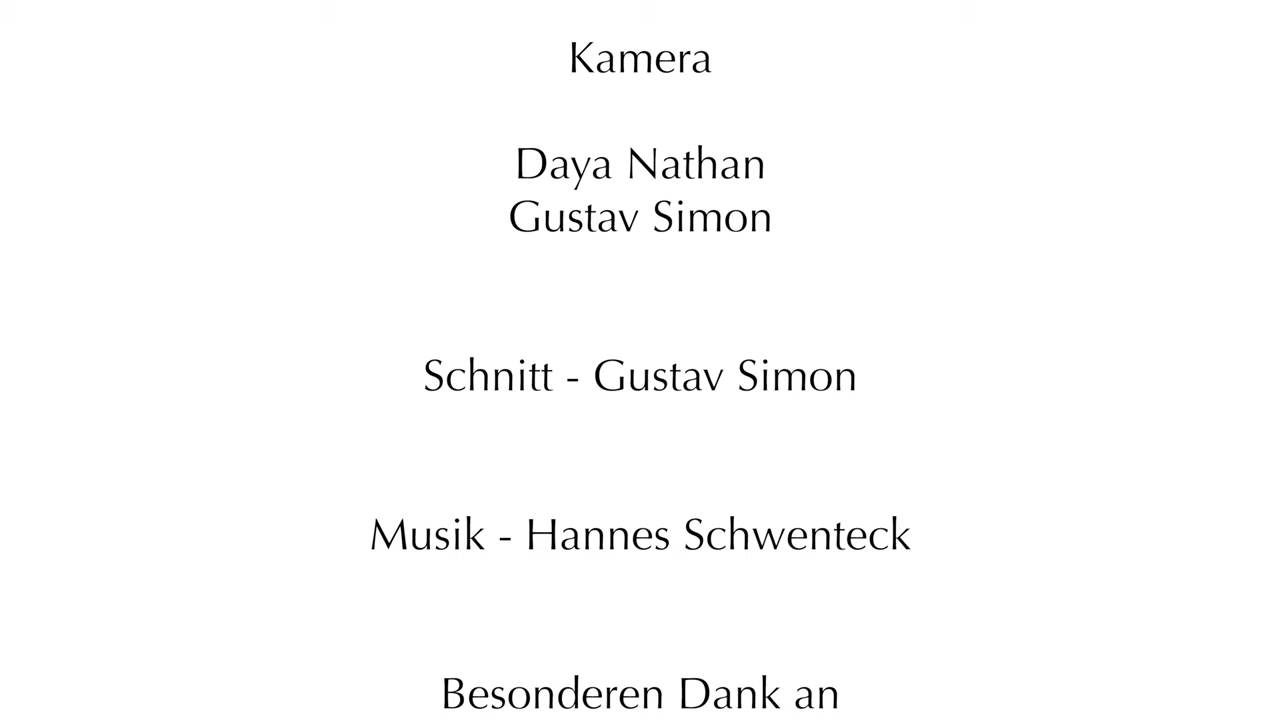 Kamera
Daya Nathan
Gustav Simon
Schnitt - Gustav Simon
Musik - Hannes Schwenteck
Besonderen Dank an